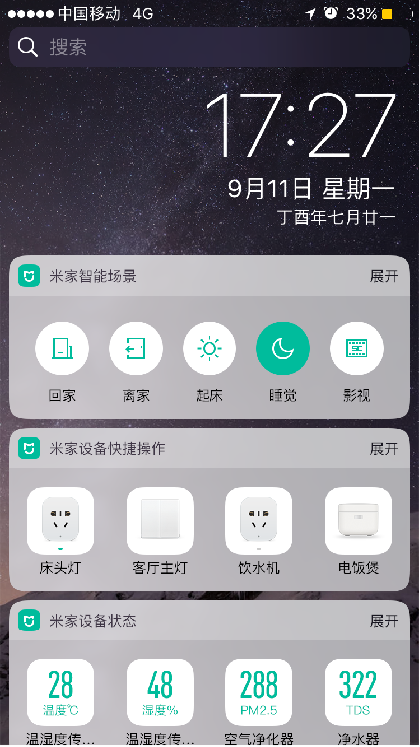 中国移动 4G 33%
搜索
17:27
9月11日 星期一
丁酉年七月廿一
米家智能场景 展开
回家 离家 起床 睡觉 影视
米家设备快捷操作 展开
床头灯 客厅主灯 饮水机 电饭煲
米家设备状态 展开
28 48 288 322
温度℃ 湿度% PM2.5 TDS
温湿度传... 温湿度传... 空气净化器 净水器